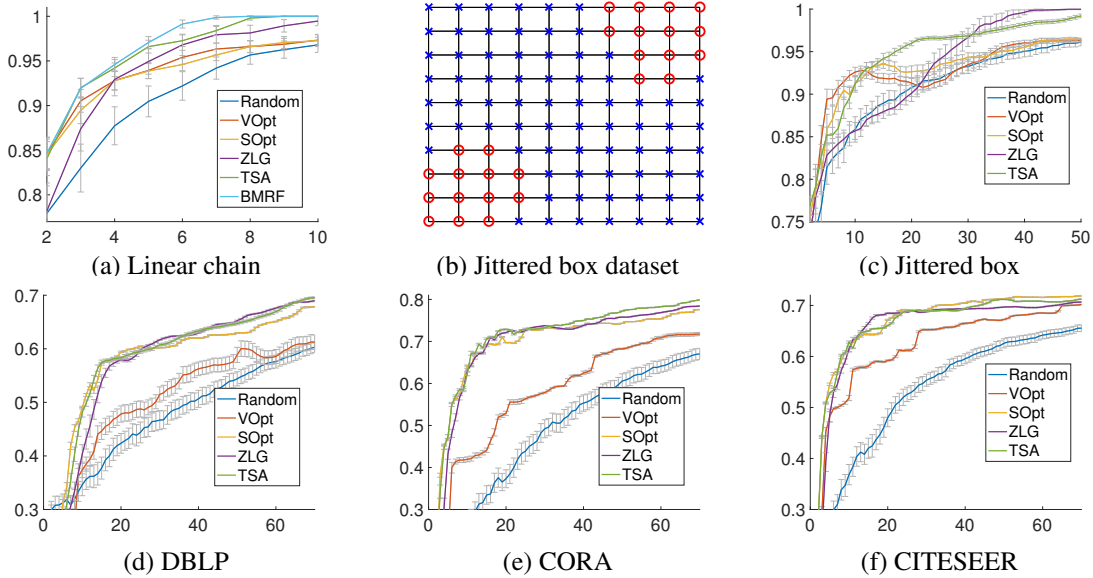 1
0.95
0.9
0.85
0.8
2
4
6
8
10
Random
VOpt
SOpt
ZLG
TSA
BMRF
(a) Linear chain
(b) Jittered box dataset
1
0.95
0.9
0.85
0.8
0.75
10
20
30
40
50
Random
VOpt
SOpt
ZLG
TSA
(c) Jittered box
0.7
0.6
0.5
0.4
0.3
0
20
40
60
Random
VOpt
SOpt
ZLG
TSA
(d) DBLP
0.8
0.7
0.6
0.5
0.4
0.3
0
20
40
60
Random
VOpt
SOpt
ZLG
TSA
(e) CORA
0.7
0.6
0.5
0.4
0.3
0
20
40
60
Random
VOpt
SOpt
ZLG
TSA
(f) CITESEER